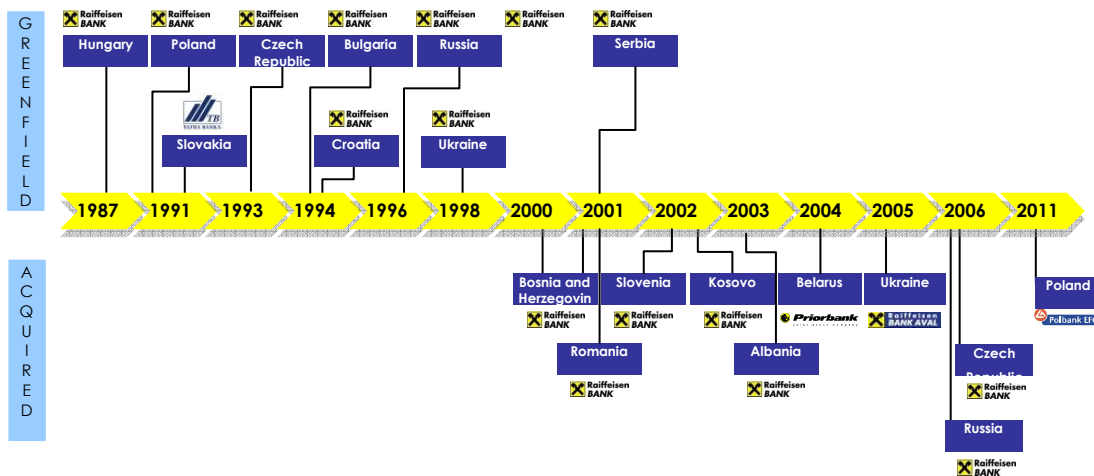 GREENFIELD
Raiffeisen BANK
Raiffeisen BANK
Raiffeisen BANK
Raiffeisen BANK
Raiffeisen BANK
Raiffeisen BANK
Raiffeisen BANK
Hungary
Poland
Czech
Republic
Bulgaria
Russia
Serbia
TB
TATRA BANKA
Raiffeisen BANK
Raiffeisen BANK
Slovakia
Croatia
Ukraine
1987
1991
1993
1994
1996
1998
2000
2001
2002
2003
2004
2005
2006
2011
ACQUIRED
Bosnia and
Herzegovin
Slovenia
Kosovo
Belarus
Ukraine
Poland
Raiffeisen BANK
Raiffeisen BANK
Raiffeisen BANK
Priorbank
Raiffeisen
BANK AVAL
Polbank EFG
Romania
Albania
Czech
Republic
Raiffeisen BANK
Raiffeisen BANK
Raiffeisen BANK
Russia
Raiffeisen BANK